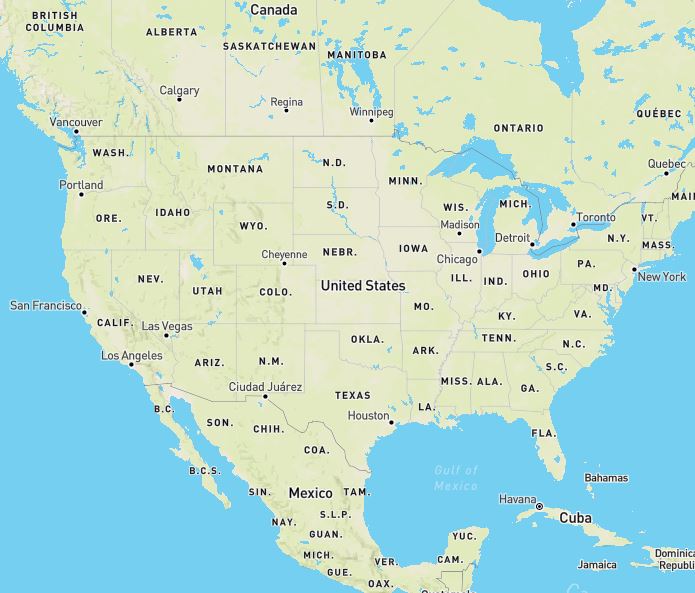 Canada
BRITISH
COLUMBIA
ALBERTA
SASKATCHEWAN
MANITOBA
Calgary
Regina
Winnipeg
QUÉBEC
Vancouver
ONTARIO
WASH.
MONTANA
N.D.
Quebec
MINN.
Portland
MICH.
S.D.
IDAHO
ORE.
WIS.
WYO.
Toronto
VT.
MAI
Madison
Detroit
N.Y.
MASS.
Cheyenne
NEBR.
IOWA
Chicago
PA.
New York
NEV.
UTAH
COLO.
United States
ILL.
IND.
OHIO
MD.
San Francisco
CALIF.
Las Vegas
MO.
KY.
VA.
OKLA.
TENN.
N.C.
Los Angeles
ARIZ.
N.M.
ARK.
S.C.
Ciudad Juárez
TEXAS
MISS.
ALA.
GA.
B.C.
SON.
CHIH.
Houston
LA.
FLA.
COA.
B.C.S.
Gulf of
Mexico
Bahamas
SIN.
Mexico
TAM.
Havana
Cuba
NAY.
S.L.P.
GUAN.
YUC.
MICH.
VER.
CAM.
Jamaica
Dominica
Republi
GUE.
OAX.